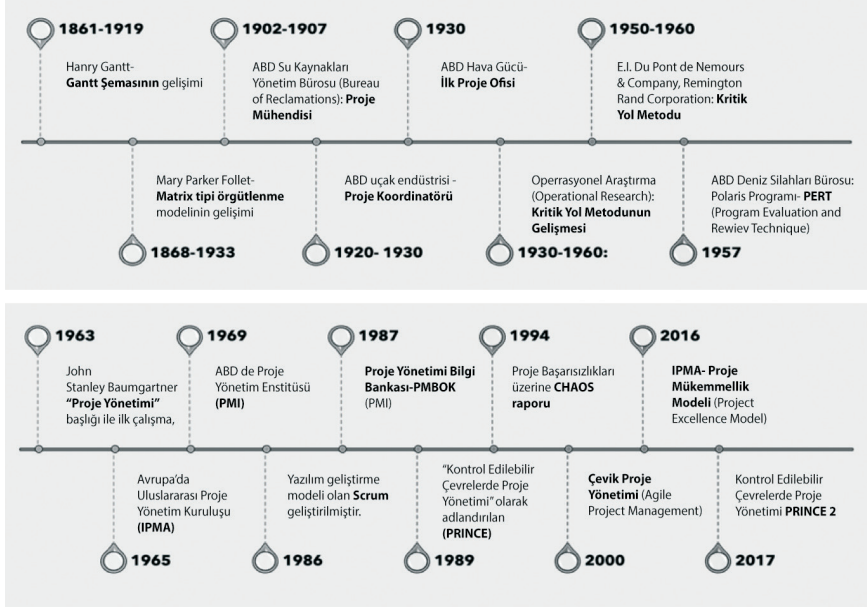 1861-1919
Hanry Gantt-
Gantt Şemasının gelişimi
1868-1933
Mary Parker Follet-
Matrix tipi örgütlenme
modelinin gelişimi
1902-1907
ABD Su Kaynakları
Yönetim Bürosu (Bureau
of Reclamations): Proje
Mühendisi
1920- 1930
ABD uçak endüstrisi -
Proje Koordinatörü
1930
ABD Hava Gücü-
İlk Proje Ofisi
1930-1960:
Operrasyonel Araştırma
(Operational Research):
Kritik Yol Metodunun
Gelişmesi
1950-1960
E.I. Du Pont de Nemours
& Company, Remington
Rand Corporation: Kritik
Yol Metodu
1957
ABD Deniz Silahları Bürosu:
Polaris Programı- PERT
(Program Evaluation and
Rewiev Technique)
1963
John
Stanley Baumgartner
“Proje Yönetimi”
başlığı ile ilk çalışma,
1965
Avrupa’da
Uluslararası Proje
Yönetim Kuruluşu
(IPMA)
1969
ABD de Proje
Yönetim Enstitüsü
(PMI)
1986
Yazılım geliştirme
modeli olan Scrum
geliştirilmiştir.
1987
Proje Yönetimi Bilgi
Bankası-PMBOK
(PMI)
1989
“Kontrol Edilebilir
Çevrelerde Proje
Yönetimi” olarak
adlandırılan
(PRINCE)
1994
Proje Başarısızlıkları
üzerine CHAOS
raporu
2000
Çevik Proje
Yönetimi (Agile
Project Management)
2016
IPMA- Proje
Mükemmellik
Modeli (Project
Excellence Model)
2017
Kontrol Edilebilir
Çevrelerde Proje
Yönetimi PRINCE 2